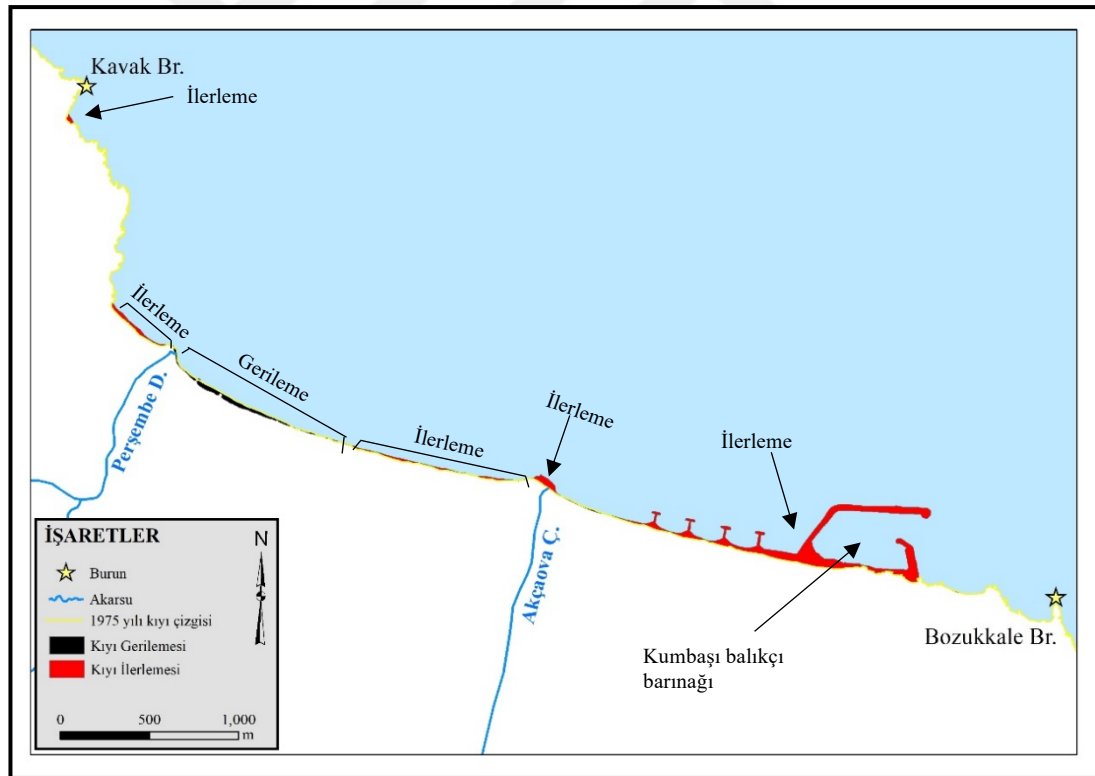 Kavak Br.
İlerleme
İlerleme
Gerileme
Perşembe D.
İlerleme
İlerleme
İlerleme
Akçaova Ç.
Kumbaşı balıkçı
barınağı
Bozukkale Br.
İŞARETLER
N
Burun
Akarsu
1975 yılı kıyı çizgisi
Kıyı Gerilemesi
Kıyı İlerlemesi
0 500 1,000
m